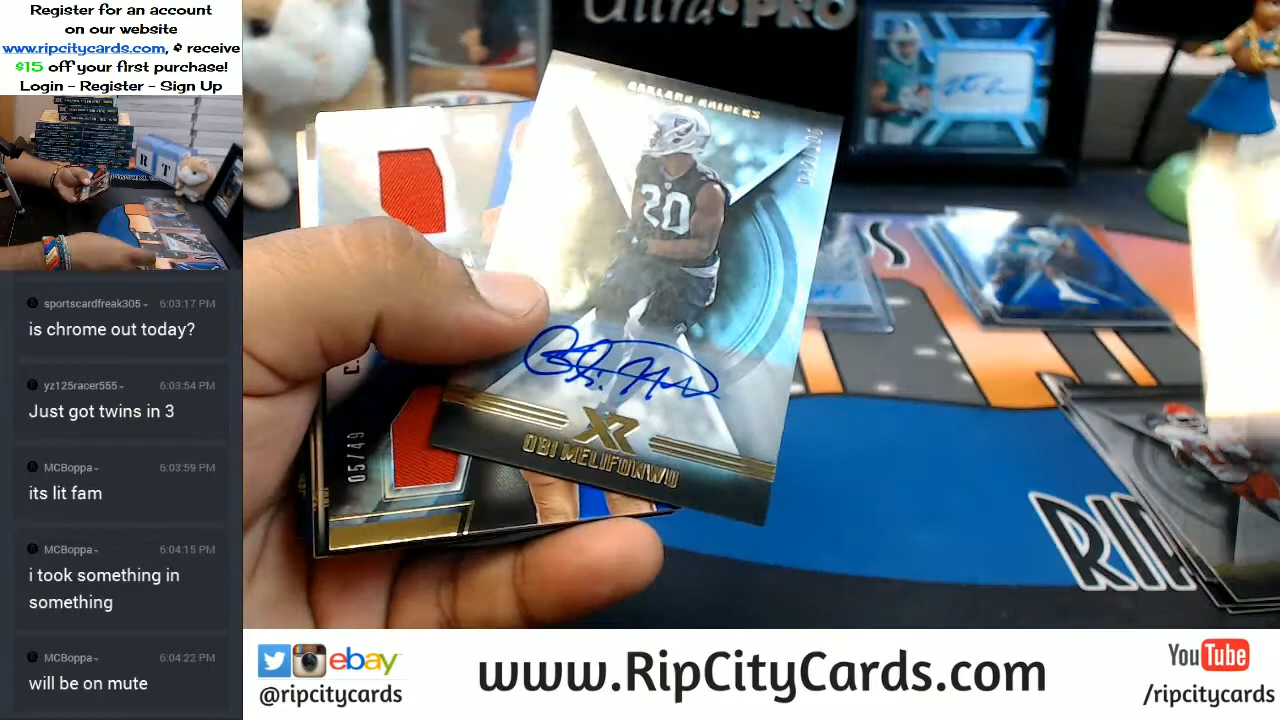 Register for an account
on our website
www.ripcitycards.com, & receive
$15 off your first purchase!
Login - Register - Sign Up
R T
sportscardfreak305 6:03:17 PM
is chrome out today?
yz125racer555 6:03:54 PM
Just got twins in 3
MCBoppa 6:03:59 PM
its lit fam
MCBoppa 6:04:15 PM
i took something in
something
MCBoppa 6:04:22 PM
will be on mute
Ultra PRO
OAKLAND RAIDERS
20
XR
OBI MELIFONWU
05/49
RIP
S
@ripcitycards
ebay
www.RipCityCards.com
YouTube
/ripcitycards